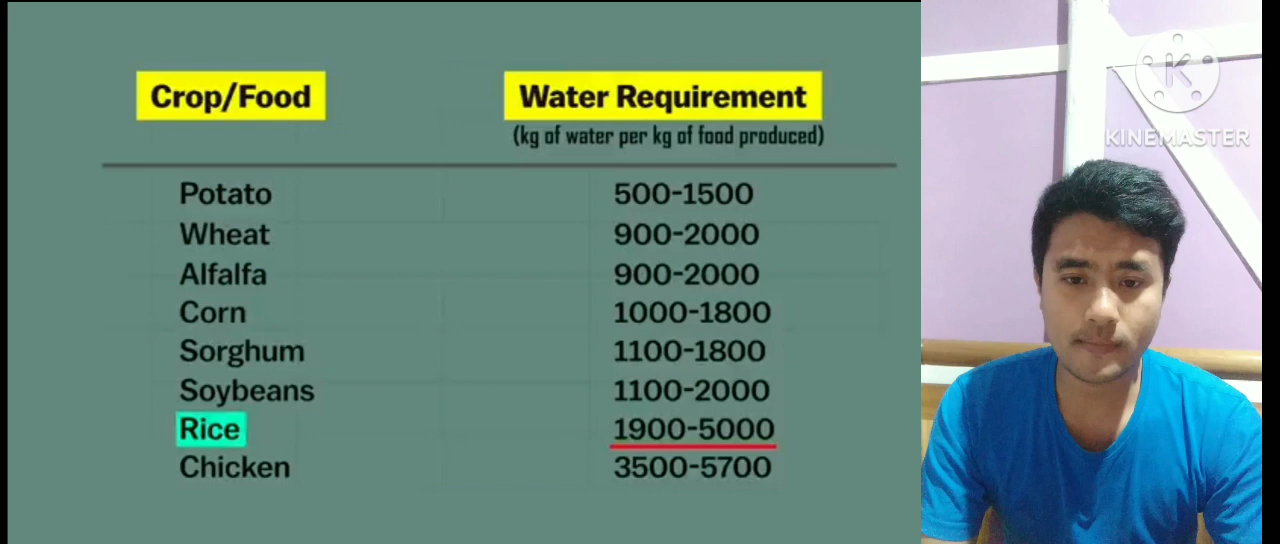 Crop/Food Water Requirement
(kg of water per kg of food produced)
Potato 500-1500
Wheat 900-2000
Alfalfa 900-2000
Corn 1000-1800
Sorghum 1100-1800
Soybeans 1100-2000
Rice 1900-5000
Chicken 3500-5700
K
KINEMASTER